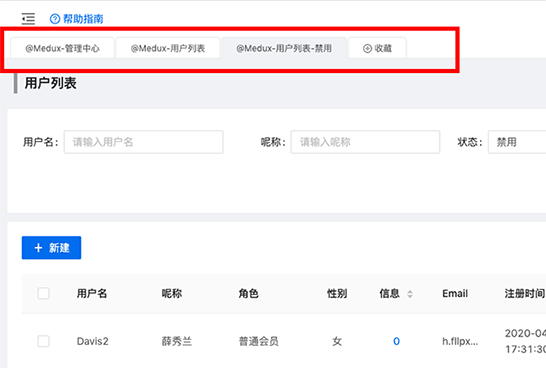 帮助指南
@Medux-管理中心 @Medux-用户列表 @Medux-用户列表-禁用 收藏
用户列表
用户名: 请输入用户名 昵称: 请输入昵称 状态: 禁用
+ 新建
用户名 昵称 角色 性别 信息 Email 注册时间
Davis2 薛秀兰 普通会员 女 0 h.fllpx... 2020-04
17:31:30